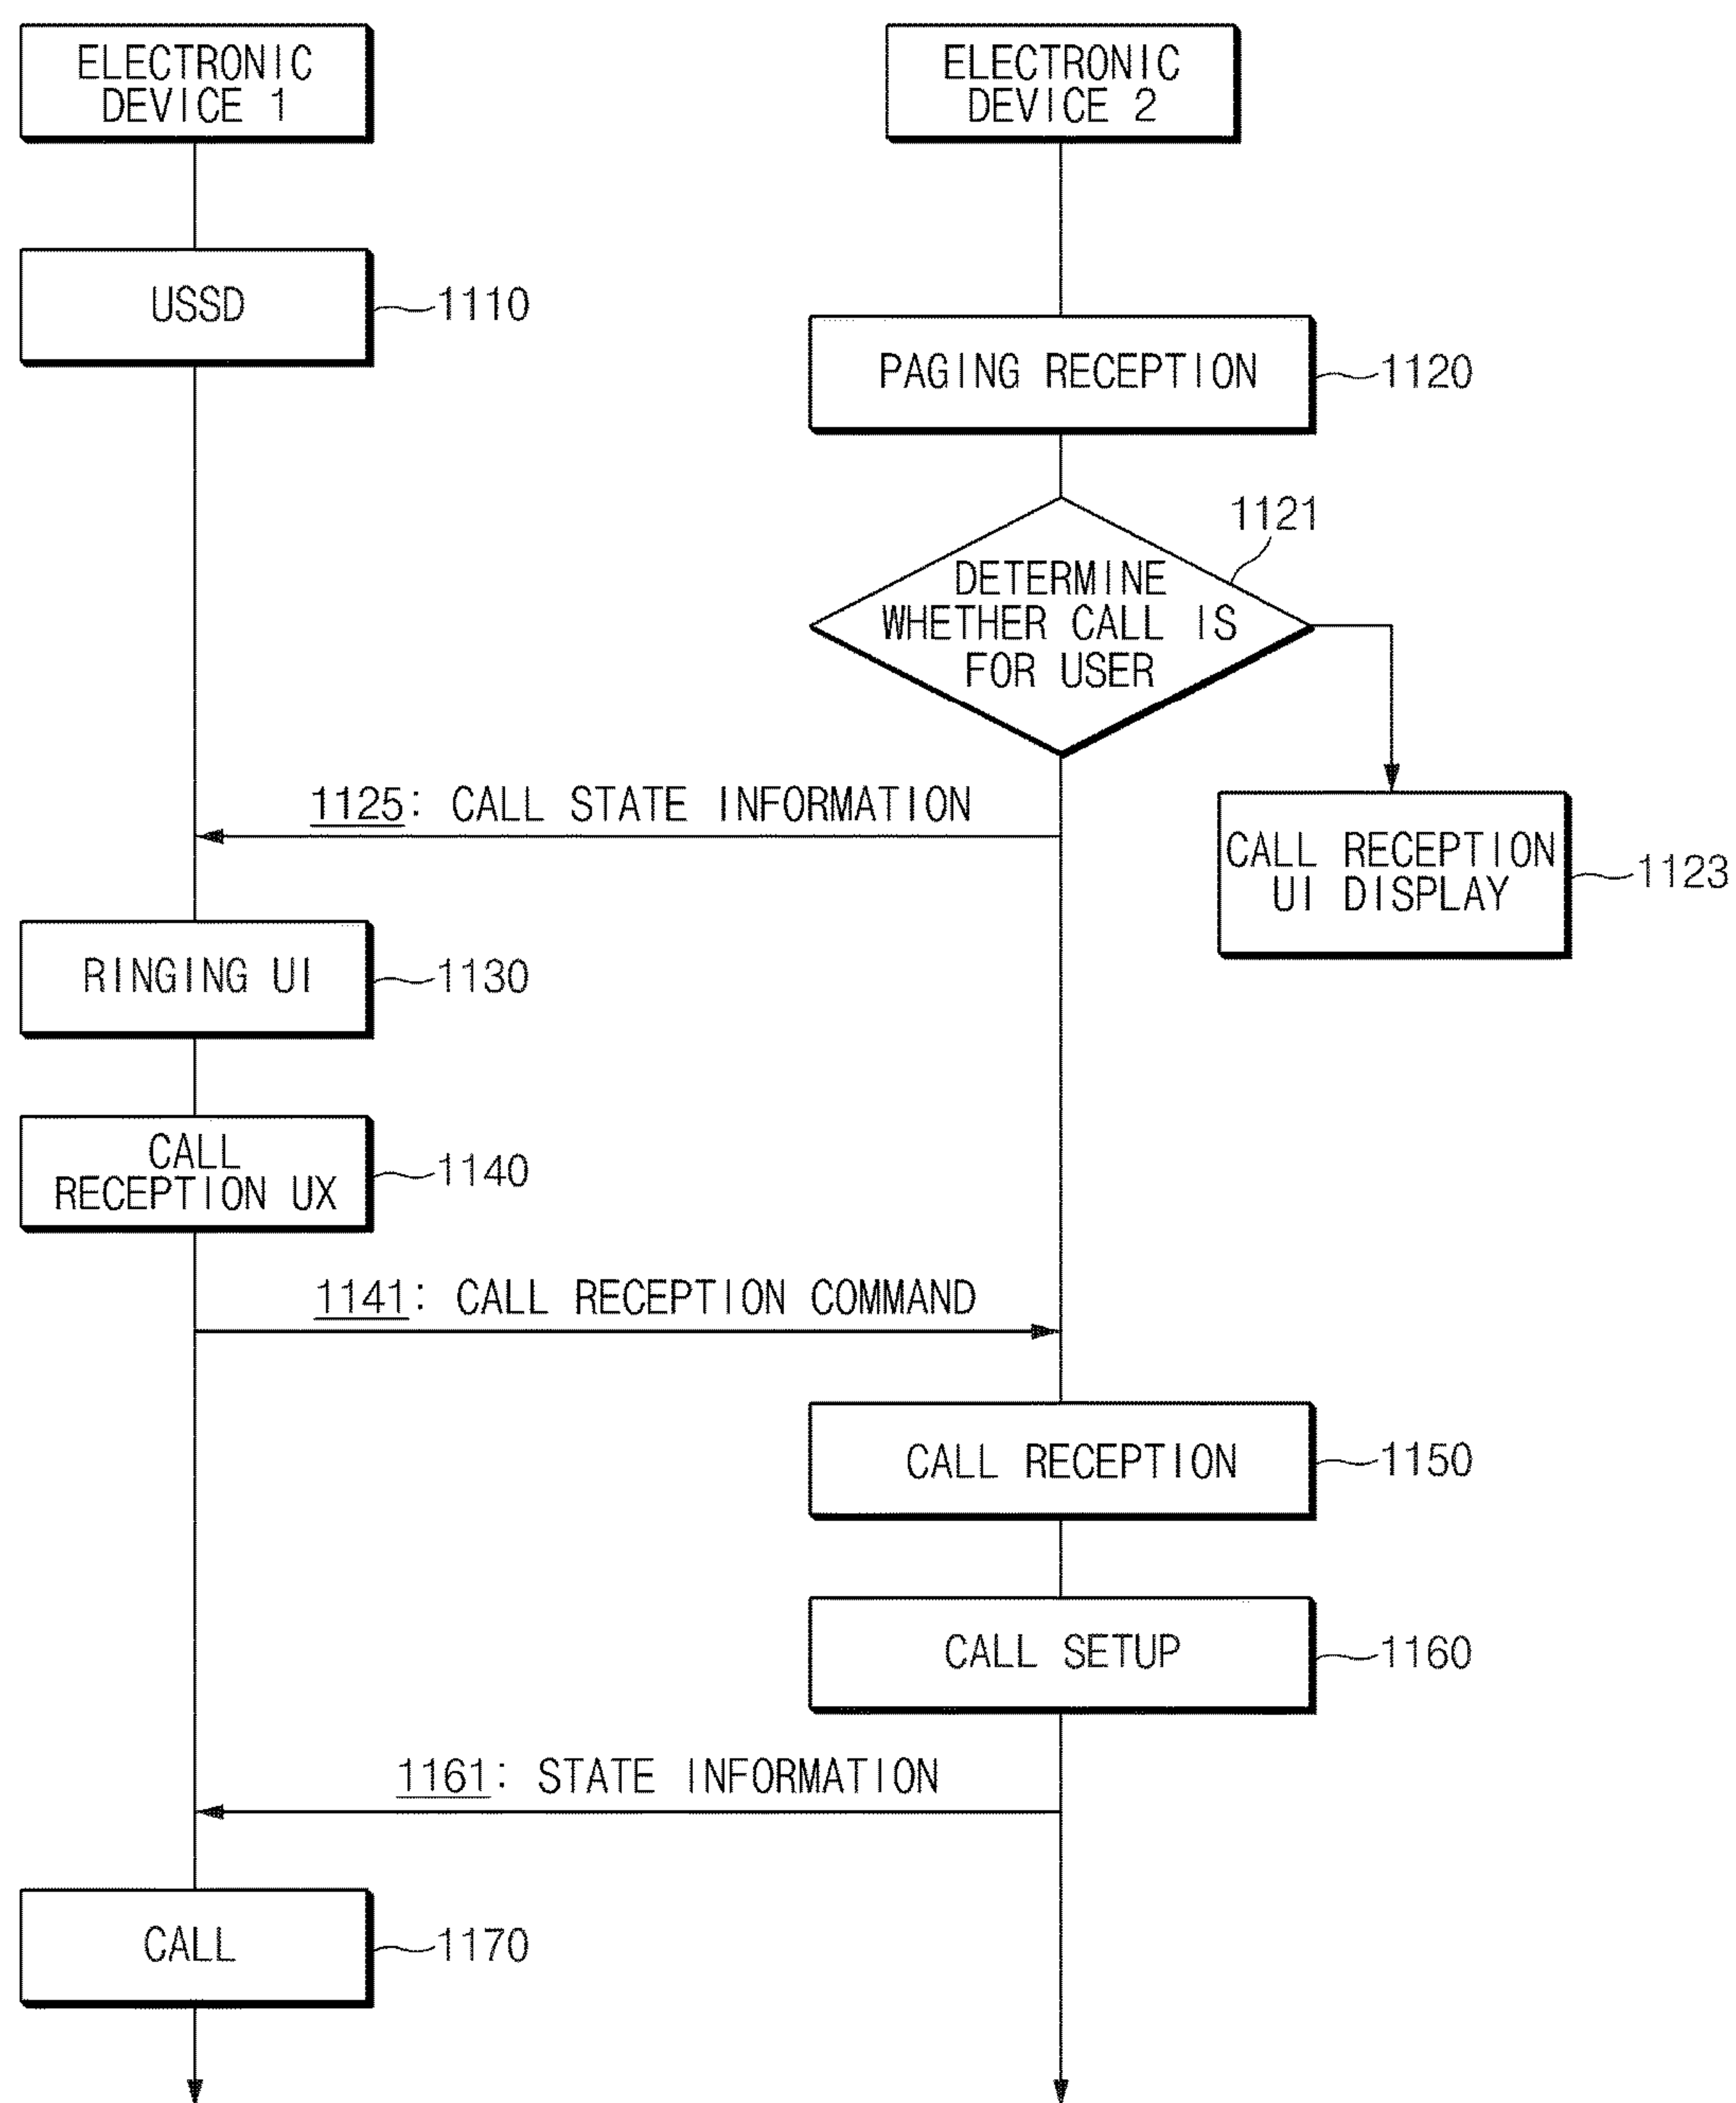 ELECTRONIC
DEVICE 1
ELECTRONIC
DEVICE 2
USSD
1110
PAGING RECEPTION
1120
1121
DETERMINE
WHETHER CALL IS
FOR USER
1125: CALL STATE INFORMATION
CALL RECEPTION
UI DISPLAY
1123
RINGING UI
1130
CALL
RECEPTION UX
1140
1141: CALL RECEPTION COMMAND
CALL RECEPTION
1150
CALL SETUP
1160
1161: STATE INFORMATION
CALL
1170